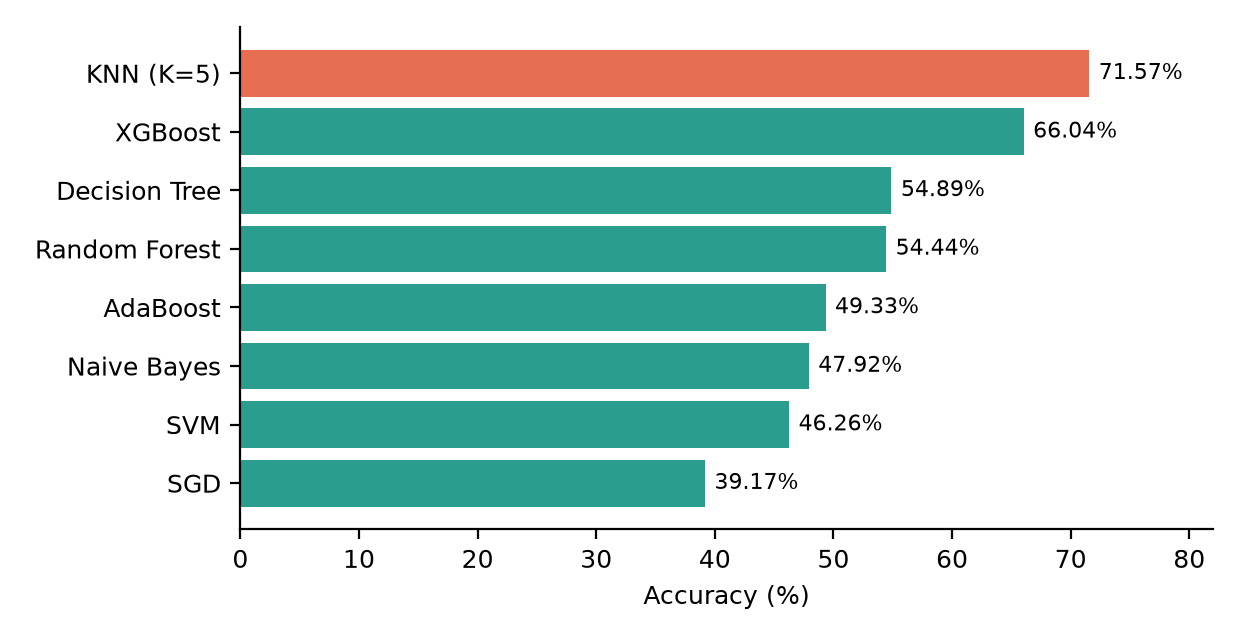 KNN (K=5) 71.57%
XGBoost 66.04%
Decision Tree 54.89%
Random Forest 54.44%
AdaBoost 49.33%
Naive Bayes 47.92%
SVM 46.26%
SGD 39.17%
0 10 20 30 40 50 60 70 80
Accuracy (%)